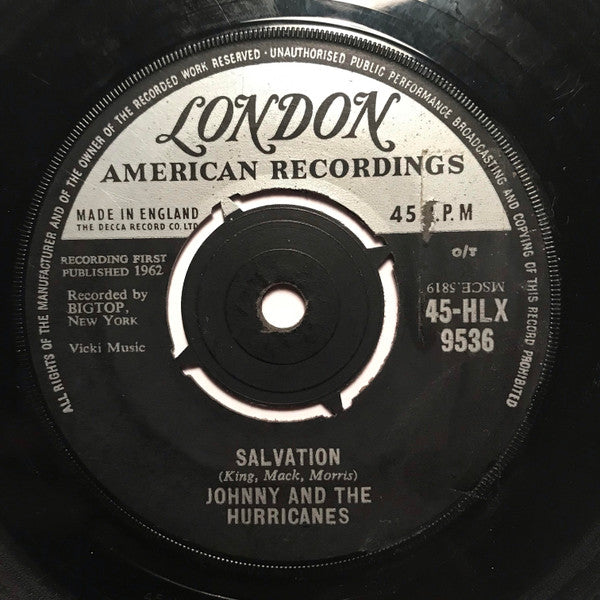 ALL RIGHTS OF THE MANUFACTURER AND OF THE OWNER OF THE RECORDED WORK RESERVED · UNAUTHORISED PUBLIC PERFORMANCE BROADCASTING AND COPYING OF THIS RECORD PROHIBITED
LONDON
AMERICAN RECORDINGS
MADE IN ENGLAND
THE DECCA RECORD CO. LTD
45 R.P.M
RECORDING FIRST
PUBLISHED 1962
Recorded by
BIGTOP,
New York
Vicki Music
O/T
MSCE.5819
45-HLX
9536
SALVATION
(King, Mack, Morris)
JOHNNY AND THE
HURRICANES